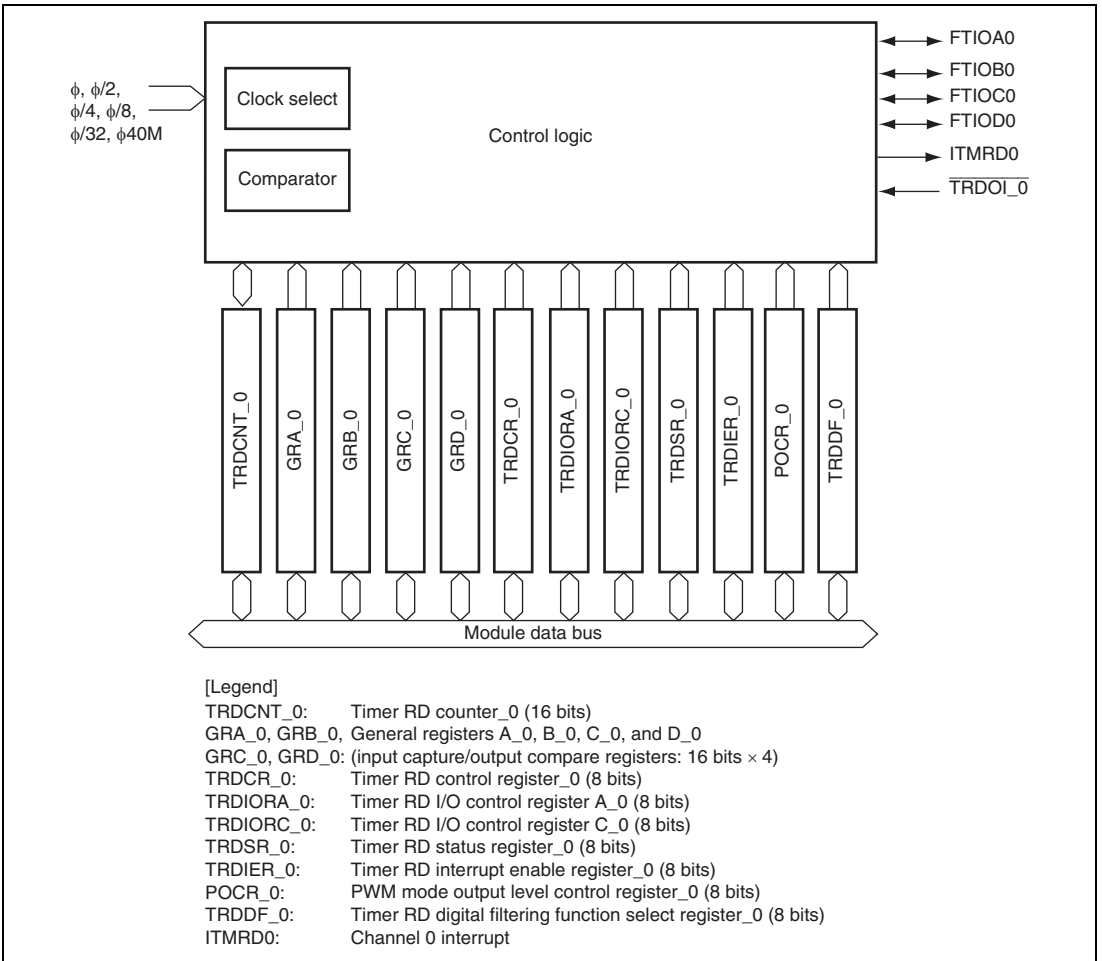 FTIOA0
FTIOB0
FTIOC0
FTIOD0
ITMRD0
TRDOI_0
ϕ, ϕ/2,
ϕ/4, ϕ/8,
ϕ/32, ϕ40M
Clock select
Comparator
Control logic
TRDCNT_0
GRA_0
GRB_0
GRC_0
GRD_0
TRDCR_0
TRDIORA_0
TRDIORC_0
TRDSR_0
TRDIER_0
POCR_0
TRDDF_0
Module data bus
[Legend]
TRDCNT_0: Timer RD counter_0 (16 bits)
GRA_0, GRB_0, General registers A_0, B_0, C_0, and D_0
GRC_0, GRD_0: (input capture/output compare registers: 16 bits × 4)
TRDCR_0: Timer RD control register_0 (8 bits)
TRDIORA_0: Timer RD I/O control register A_0 (8 bits)
TRDIORC_0: Timer RD I/O control register C_0 (8 bits)
TRDSR_0: Timer RD status register_0 (8 bits)
TRDIER_0: Timer RD interrupt enable register_0 (8 bits)
POCR_0: PWM mode output level control register_0 (8 bits)
TRDDF_0: Timer RD digital filtering function select register_0 (8 bits)
ITMRD0: Channel 0 interrupt